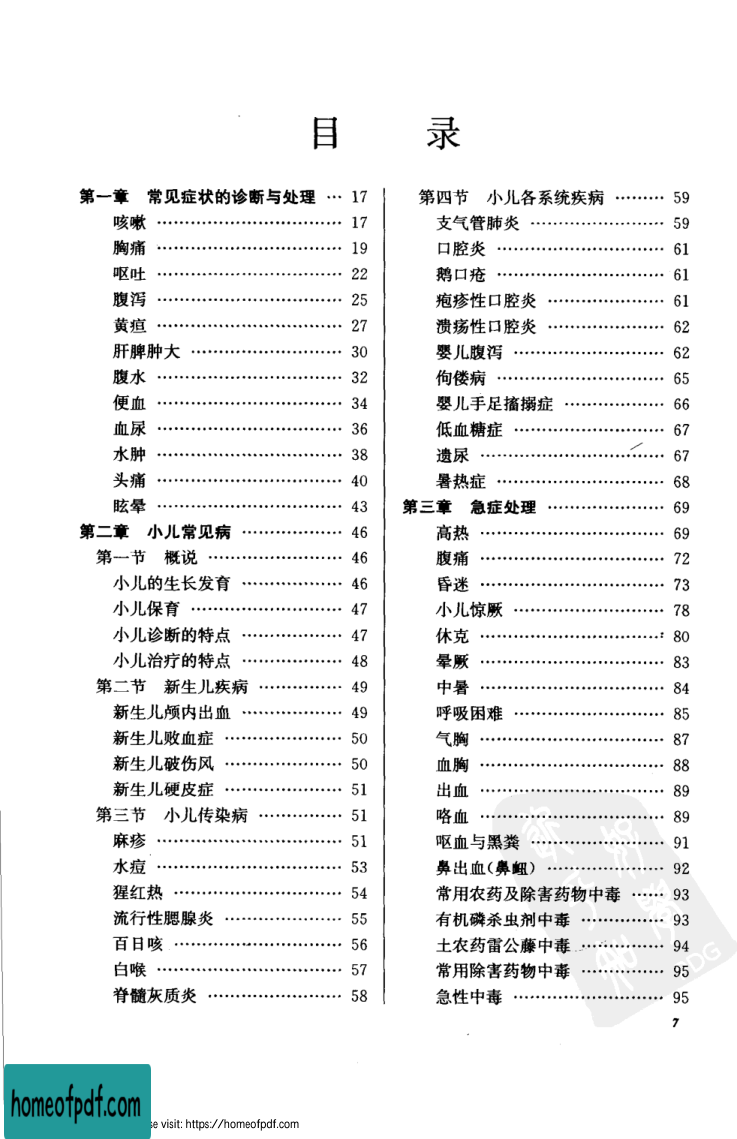 目 录
第一章 常见症状的诊断与处理 … 17
咳嗽 …………………………… 17
胸痛 …………………………… 19
呕吐 …………………………… 22
腹泻 …………………………… 25
黄疸 …………………………… 27
肝脾肿大 ……………………… 30
腹水 …………………………… 32
便血 …………………………… 34
血尿 …………………………… 36
水肿 …………………………… 38
头痛 …………………………… 40
眩晕 …………………………… 43
第二章 小儿常见病 ……………… 46
第一节 概说 …………………… 46
小儿的生长发育 ……………… 46
小儿保育 ……………………… 47
小儿诊断的特点 ……………… 47
小儿治疗的特点 ……………… 48
第二节 新生儿疾病 …………… 49
新生儿颅内出血 ……………… 49
新生儿败血症 ………………… 50
新生儿破伤风 ………………… 50
新生儿硬皮症 ………………… 51
第三节 小儿传染病 …………… 51
麻疹 …………………………… 51
水痘 …………………………… 53
猩红热 ………………………… 54
流行性腮腺炎 ………………… 55
百日咳 ………………………… 56
白喉 …………………………… 57
脊髓灰质炎 …………………… 58
第四节 小儿各系统疾病 ……… 59
支气管肺炎 …………………… 59
口腔炎 ………………………… 61
鹅口疮 ………………………… 61
疱疹性口腔炎 ………………… 61
溃疡性口腔炎 ………………… 62
婴儿腹泻 ……………………… 62
佝偻病 ………………………… 65
婴儿手足搐搦症 ……………… 66
低血糖症 ……………………… 67
遗尿 …………………………… 67
暑热症 ………………………… 68
第三章 急症处理 ………………… 69
高热 …………………………… 69
腹痛 …………………………… 72
昏迷 …………………………… 73
小儿惊厥 ……………………… 78
休克 …………………………… 80
晕厥 …………………………… 83
中暑 …………………………… 84
呼吸困难 ……………………… 85
气胸 …………………………… 87
血胸 …………………………… 88
出血 …………………………… 89
咯血 …………………………… 89
呕血与黑粪 …………………… 91
鼻出血(鼻衄) ………………… 92
常用农药及除害药物中毒 …… 93
有机磷杀虫剂中毒 …………… 93
土农药雷公藤中毒 …………… 94
常用除害药物中毒 …………… 95
急性中毒 ……………………… 95
7
homeofpdf.com
se visit: https://homeofpdf.com